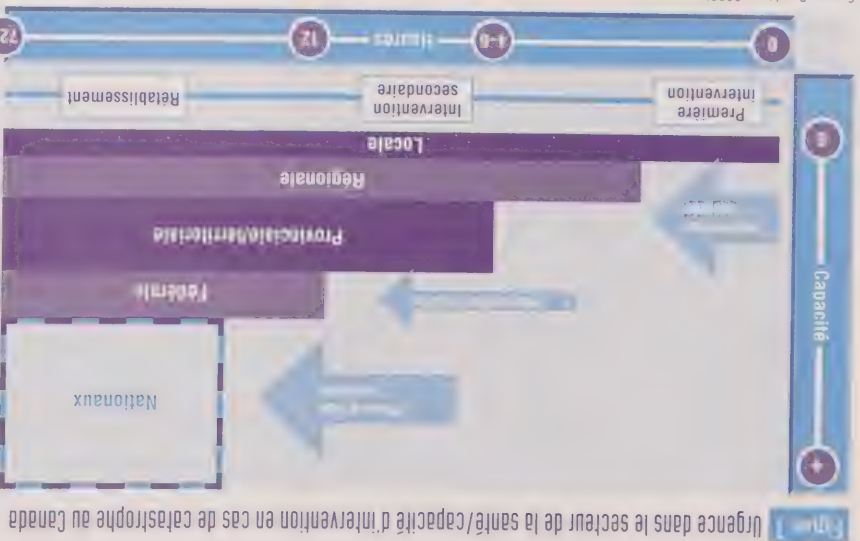 Figure 1 Urgence dans le secteur de la santé/capacité d'intervention en cas de catastrophe au Canada
+
Capacité
0
Nationaux
Fédérale
Provinciale/territoriale
Régionale
Locale
Première
intervention
Intervention
secondaire
Rétablissement
0
4-6
Heures
12
72